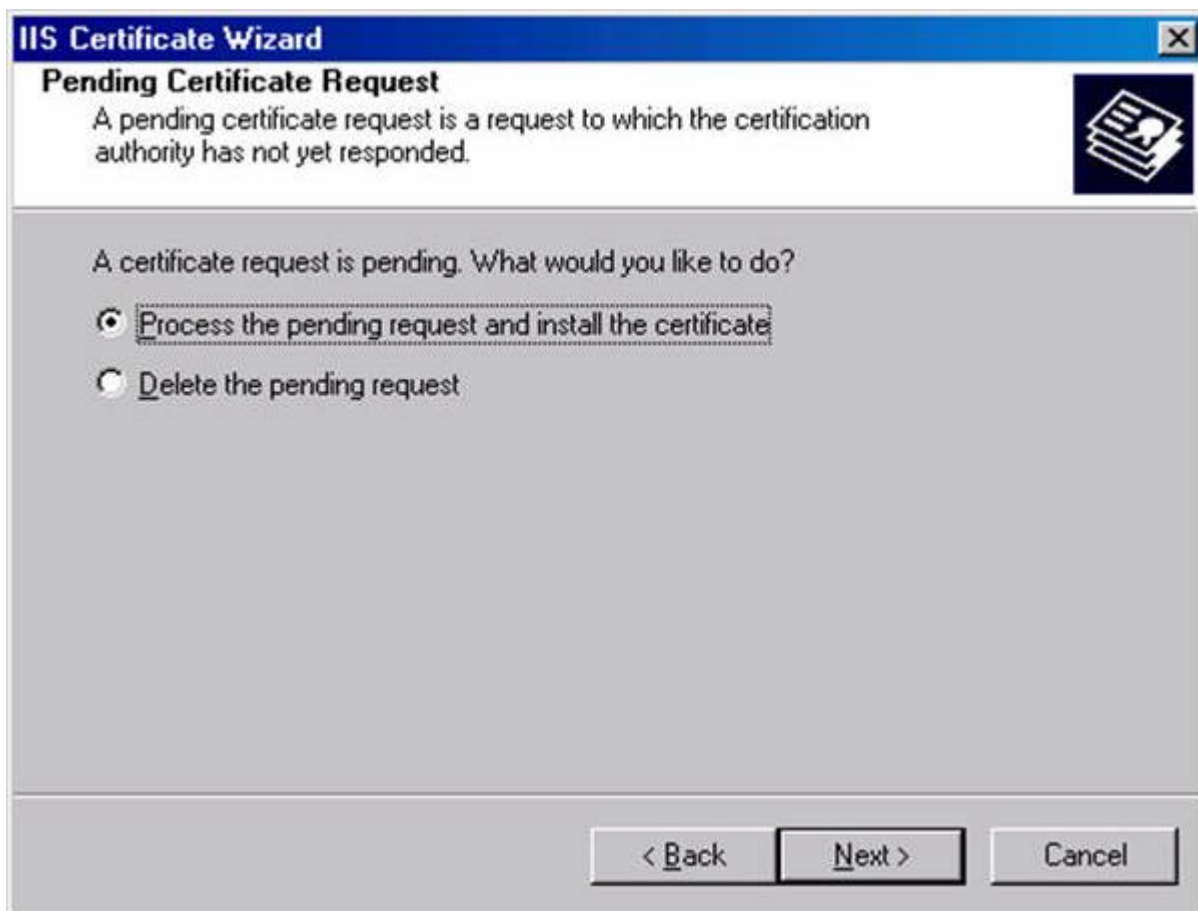 IIS Certificate Wizard
Pending Certificate Request
A pending certificate request is a request to which the certification
authority has not yet responded.
A certificate request is pending. What would you like to do?
Process the pending request and install the certificate
Delete the pending request
< Back
Next >
Cancel